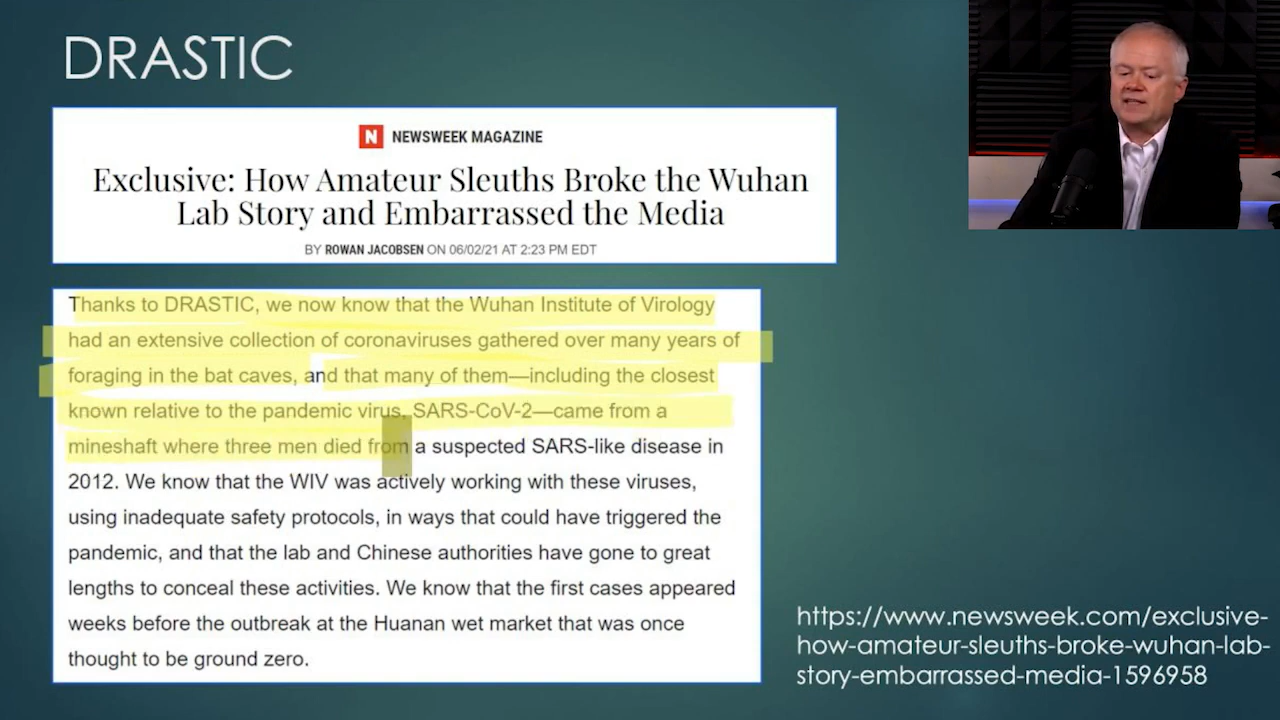 DRASTIC
N NEWSWEEK MAGAZINE
Exclusive: How Amateur Sleuths Broke the Wuhan
Lab Story and Embarrassed the Media
BY ROWAN JACOBSEN ON 06/02/21 AT 2:23 PM EDT
Thanks to DRASTIC, we now know that the Wuhan Institute of Virology
had an extensive collection of coronaviruses gathered over many years of
foraging in the bat caves, and that many of them—including the closest
known relative to the pandemic virus, SARS-CoV-2—came from a
mineshaft where three men died from a suspected SARS-like disease in
2012. We know that the WIV was actively working with these viruses,
using inadequate safety protocols, in ways that could have triggered the
pandemic, and that the lab and Chinese authorities have gone to great
lengths to conceal these activities. We know that the first cases appeared
weeks before the outbreak at the Huanan wet market that was once
thought to be ground zero.
https://www.newsweek.com/exclusive-
how-amateur-sleuths-broke-wuhan-lab-
story-embarrassed-media-1596958